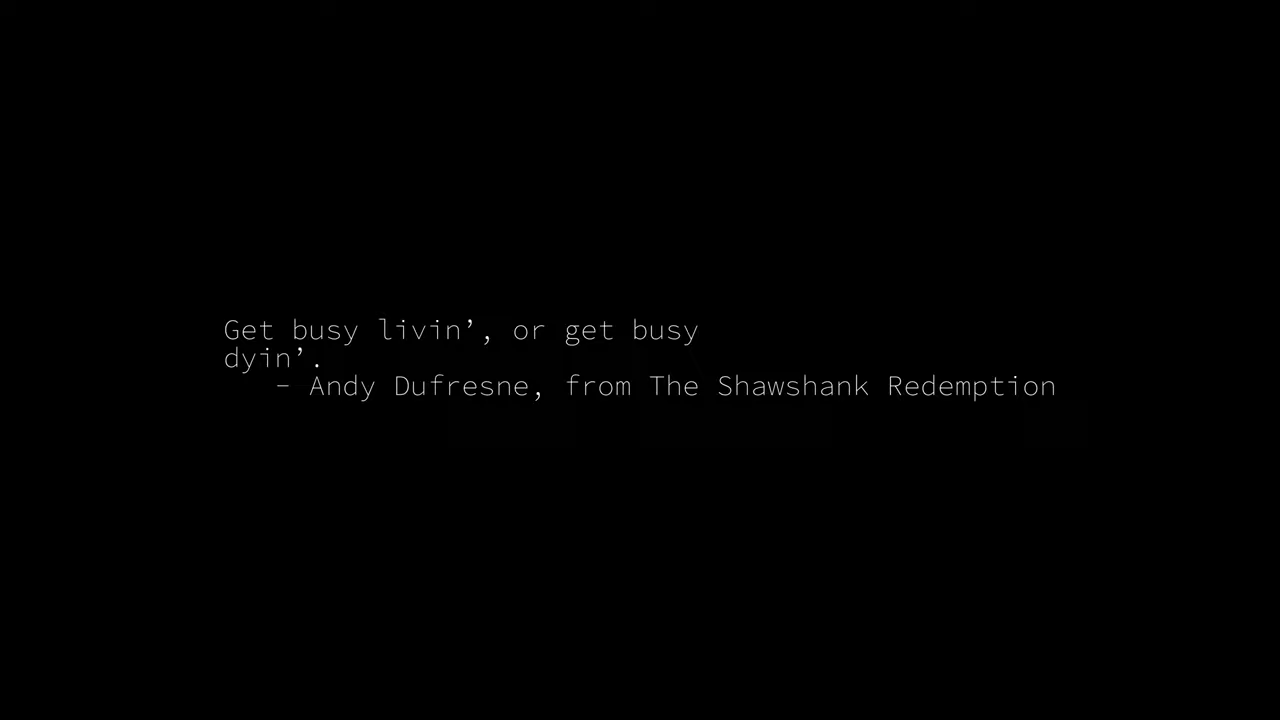 Get busy livin’, or get busy
dyin’.
– Andy Dufresne, from The Shawshank Redemption